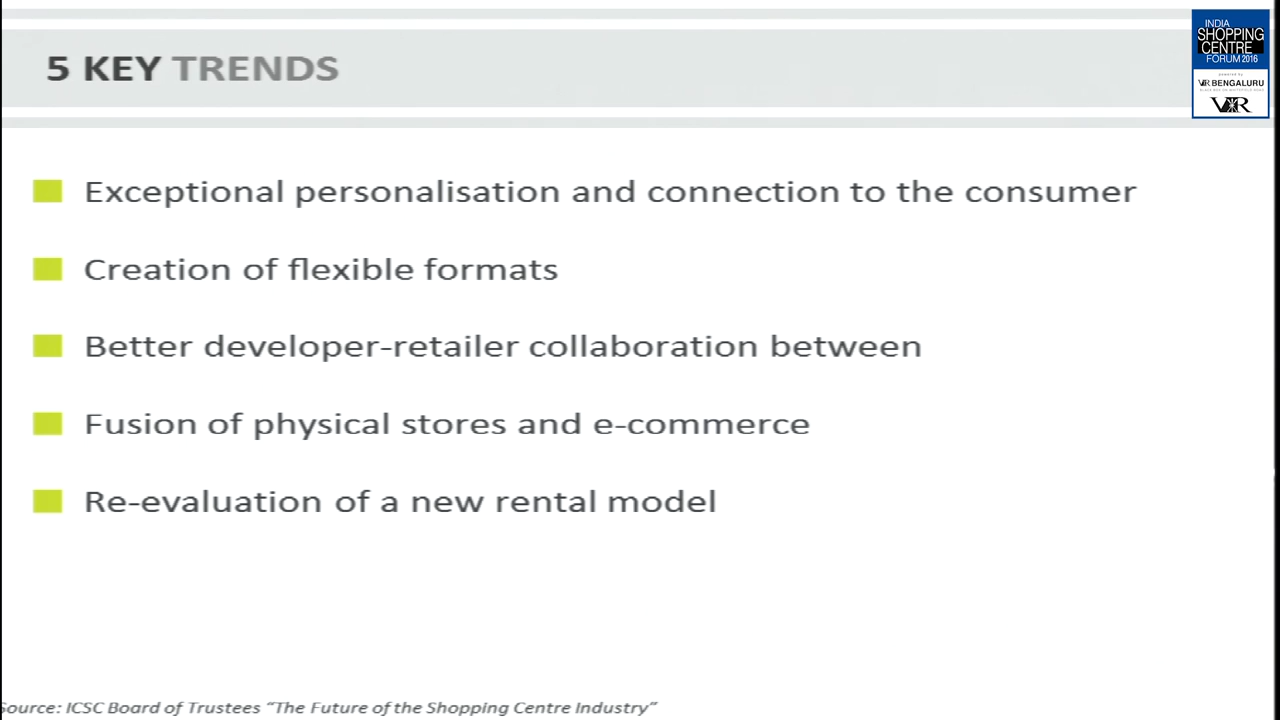 5 KEY TRENDS
INDIA
SHOPPING
CENTRE
FORUM 2016
powered by
VR BENGALURU
VR
Exceptional personalisation and connection to the consumer
Creation of flexible formats
Better developer-retailer collaboration between
Fusion of physical stores and e-commerce
Re-evaluation of a new rental model
Source: ICSC Board of Trustees “The Future of the Shopping Centre Industry”